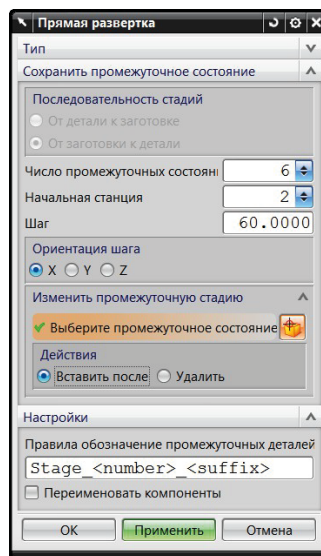 Прямая развертка
Тип
Сохранить промежуточное состояние
Последовательность стадий
От детали к заготовке
От заготовки к детали
Число промежуточных состояни 6
Начальная станция 2
Шаг 60.0000
Ориентация шага
X Y Z
Изменить промежуточную стадию
Выберите промежуточное состояние
Действия
Вставить после Удалить
Настройки
Правила обозначение промежуточных деталей
Stage_<number>_<suffix>
Переименовать компоненты
OK Применить Отмена